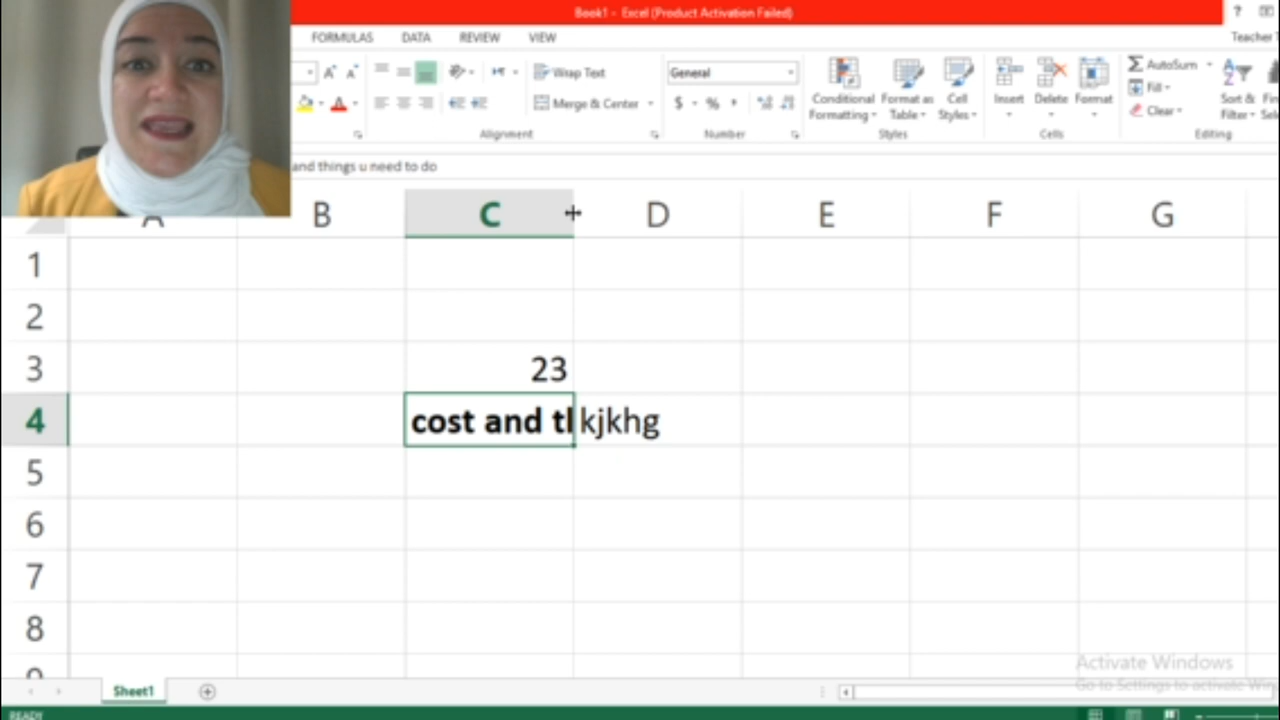 Book1 - Excel (Product Activation Failed)
?
FORMULAS DATA REVIEW VIEW
Teacher
Wrap Text
General
AutoSum
Merge & Center
$ %
Conditional Formatting
Format as Table
Cell Styles
Insert
Delete
Format
Fill
Clear
Sort & Filter
Alignment
Number
Styles
Cells
Editing
and things u need to do
A B C D E F G
1
2
3 23
4 cost and tl kjkhg
5
6
7
8
9
Activate Windows
Go to Settings to activate Win
Sheet1
READY